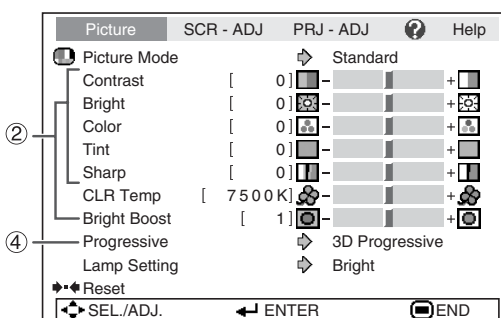 Picture SCR - ADJ PRJ - ADJ ? Help
Picture Mode Standard
Contrast [ 0 ] - +
Bright [ 0 ] - +
② Color [ 0 ] - +
Tint [ 0 ] - +
Sharp [ 0 ] - +
CLR Temp [ 7500K ] - +
Bright Boost [ 1 ] - +
④ Progressive 3D Progressive
Lamp Setting Bright
Reset
SEL./ADJ. ENTER END